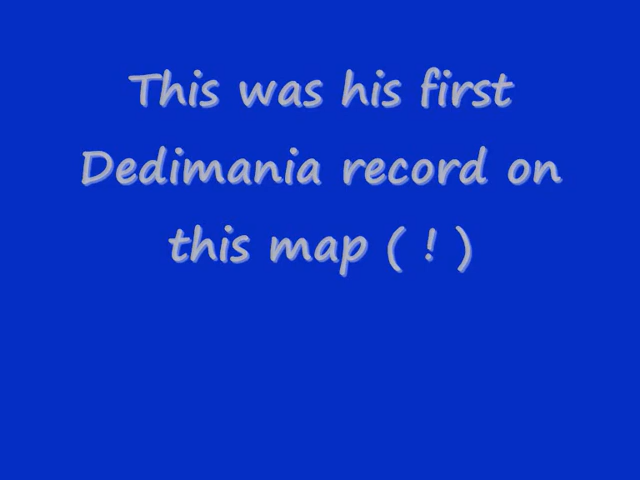 This was his first
Dedimania record on
this map ( ! )